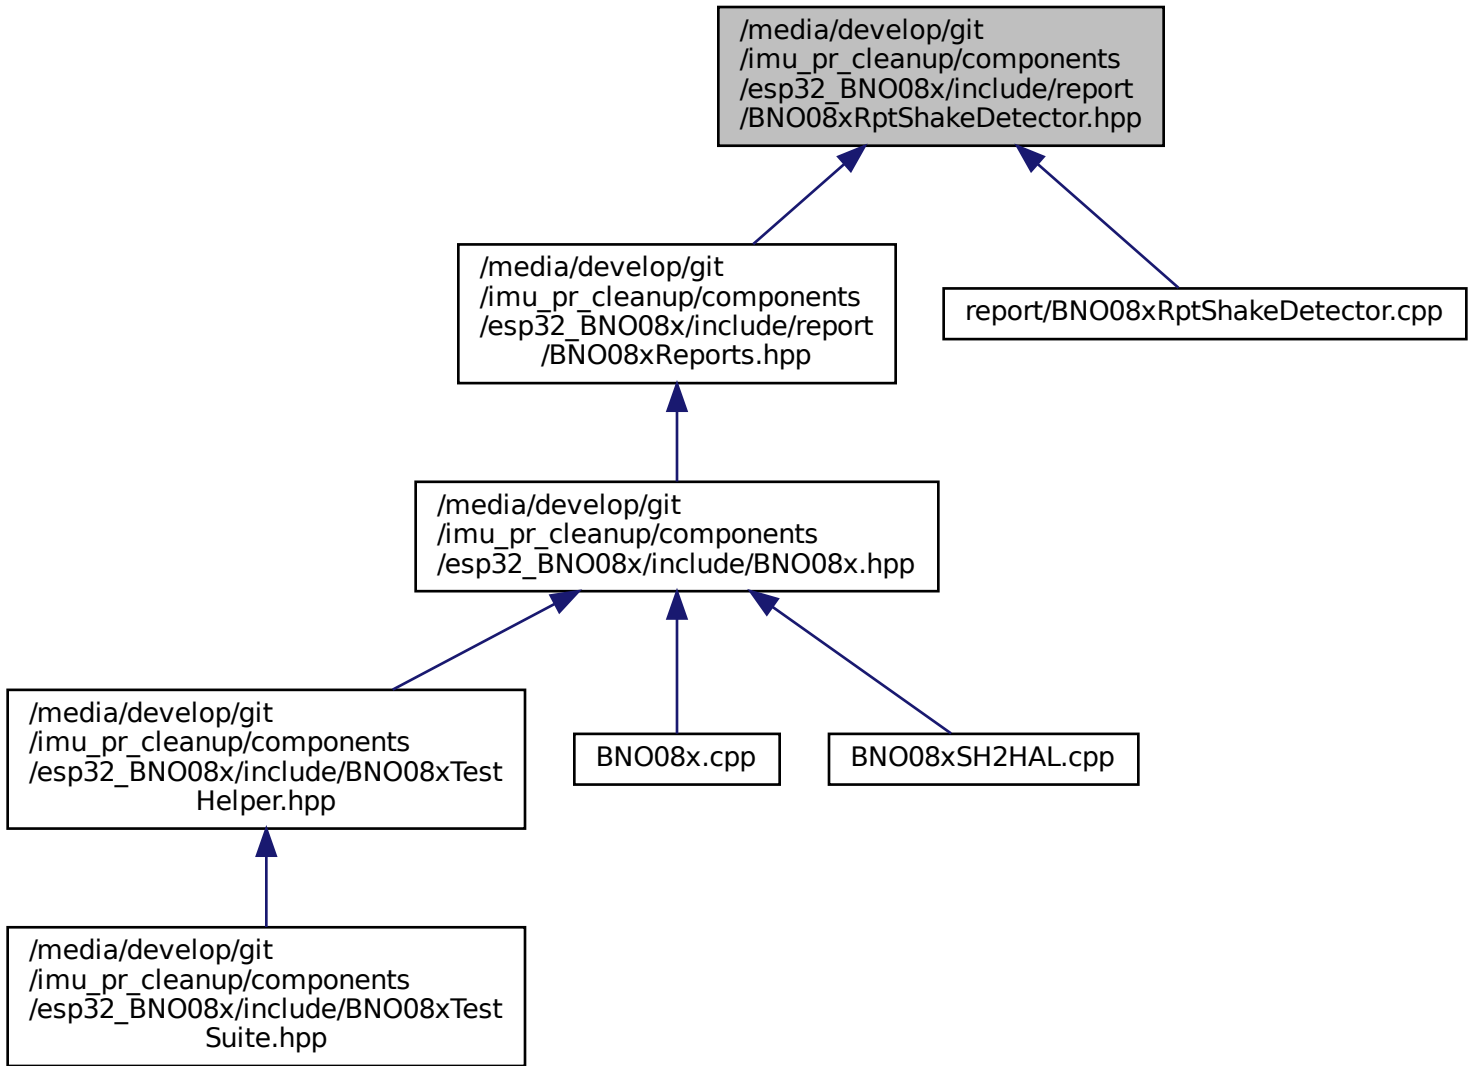 /media/develop/git
/imu_pr_cleanup/components
/esp32_BNO08x/include/report
/BNO08xRptShakeDetector.hpp
/media/develop/git
/imu_pr_cleanup/components
/esp32_BNO08x/include/report
/BNO08xReports.hpp
report/BNO08xRptShakeDetector.cpp
/media/develop/git
/imu_pr_cleanup/components
/esp32_BNO08x/include/BNO08x.hpp
/media/develop/git
/imu_pr_cleanup/components
/esp32_BNO08x/include/BNO08xTest
Helper.hpp
BNO08x.cpp
BNO08xSH2HAL.cpp
/media/develop/git
/imu_pr_cleanup/components
/esp32_BNO08x/include/BNO08xTest
Suite.hpp